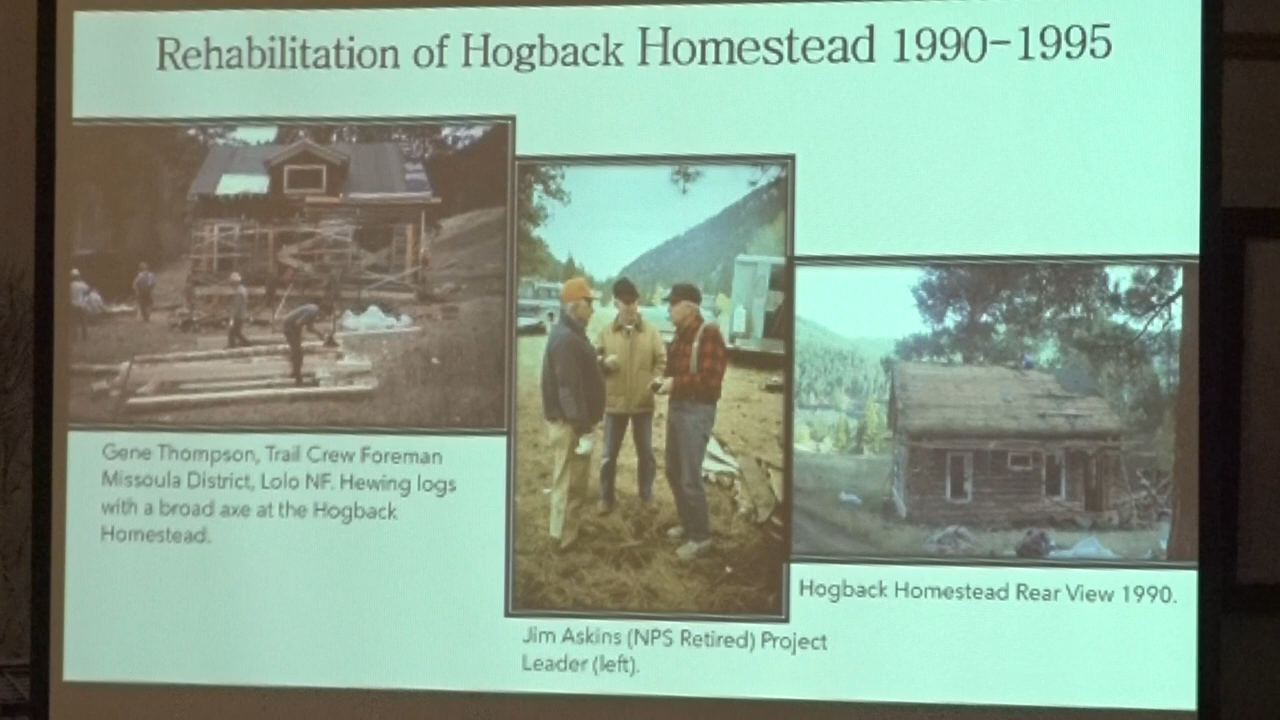 Rehabilitation of Hogback Homestead 1990-1995
Gene Thompson, Trail Crew Foreman
Missoula District, Lolo NF. Hewing logs
with a broad axe at the Hogback
Homestead.
Jim Askins (NPS Retired) Project
Leader (left).
Hogback Homestead Rear View 1990.